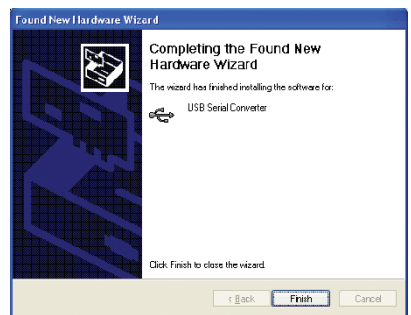 Found New Hardware Wizard
Completing the Found New
Hardware Wizard
The wizard has finished installing the software for:
USB Serial Converter
Click Finish to close the wizard.
< Back
Finish
Cancel